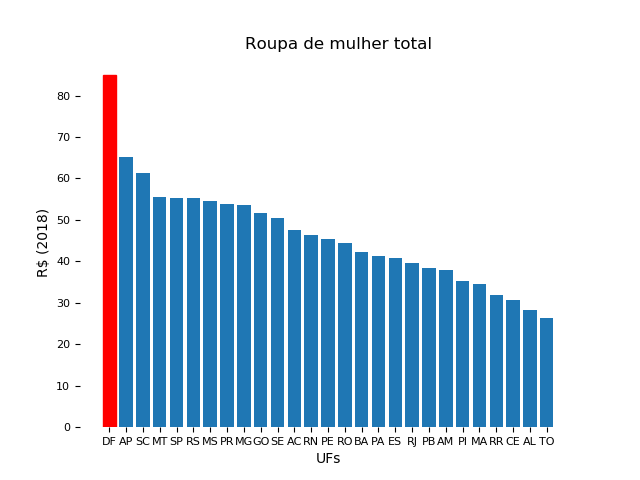 Roupa de mulher total
R$ (2018)
80
70
60
50
40
30
20
10
0
DF AP SC MT SP RS MS PR MG GO SE AC RN PE RO BA PA ES RJ PB AM PI MA RR CE AL TO
UFs